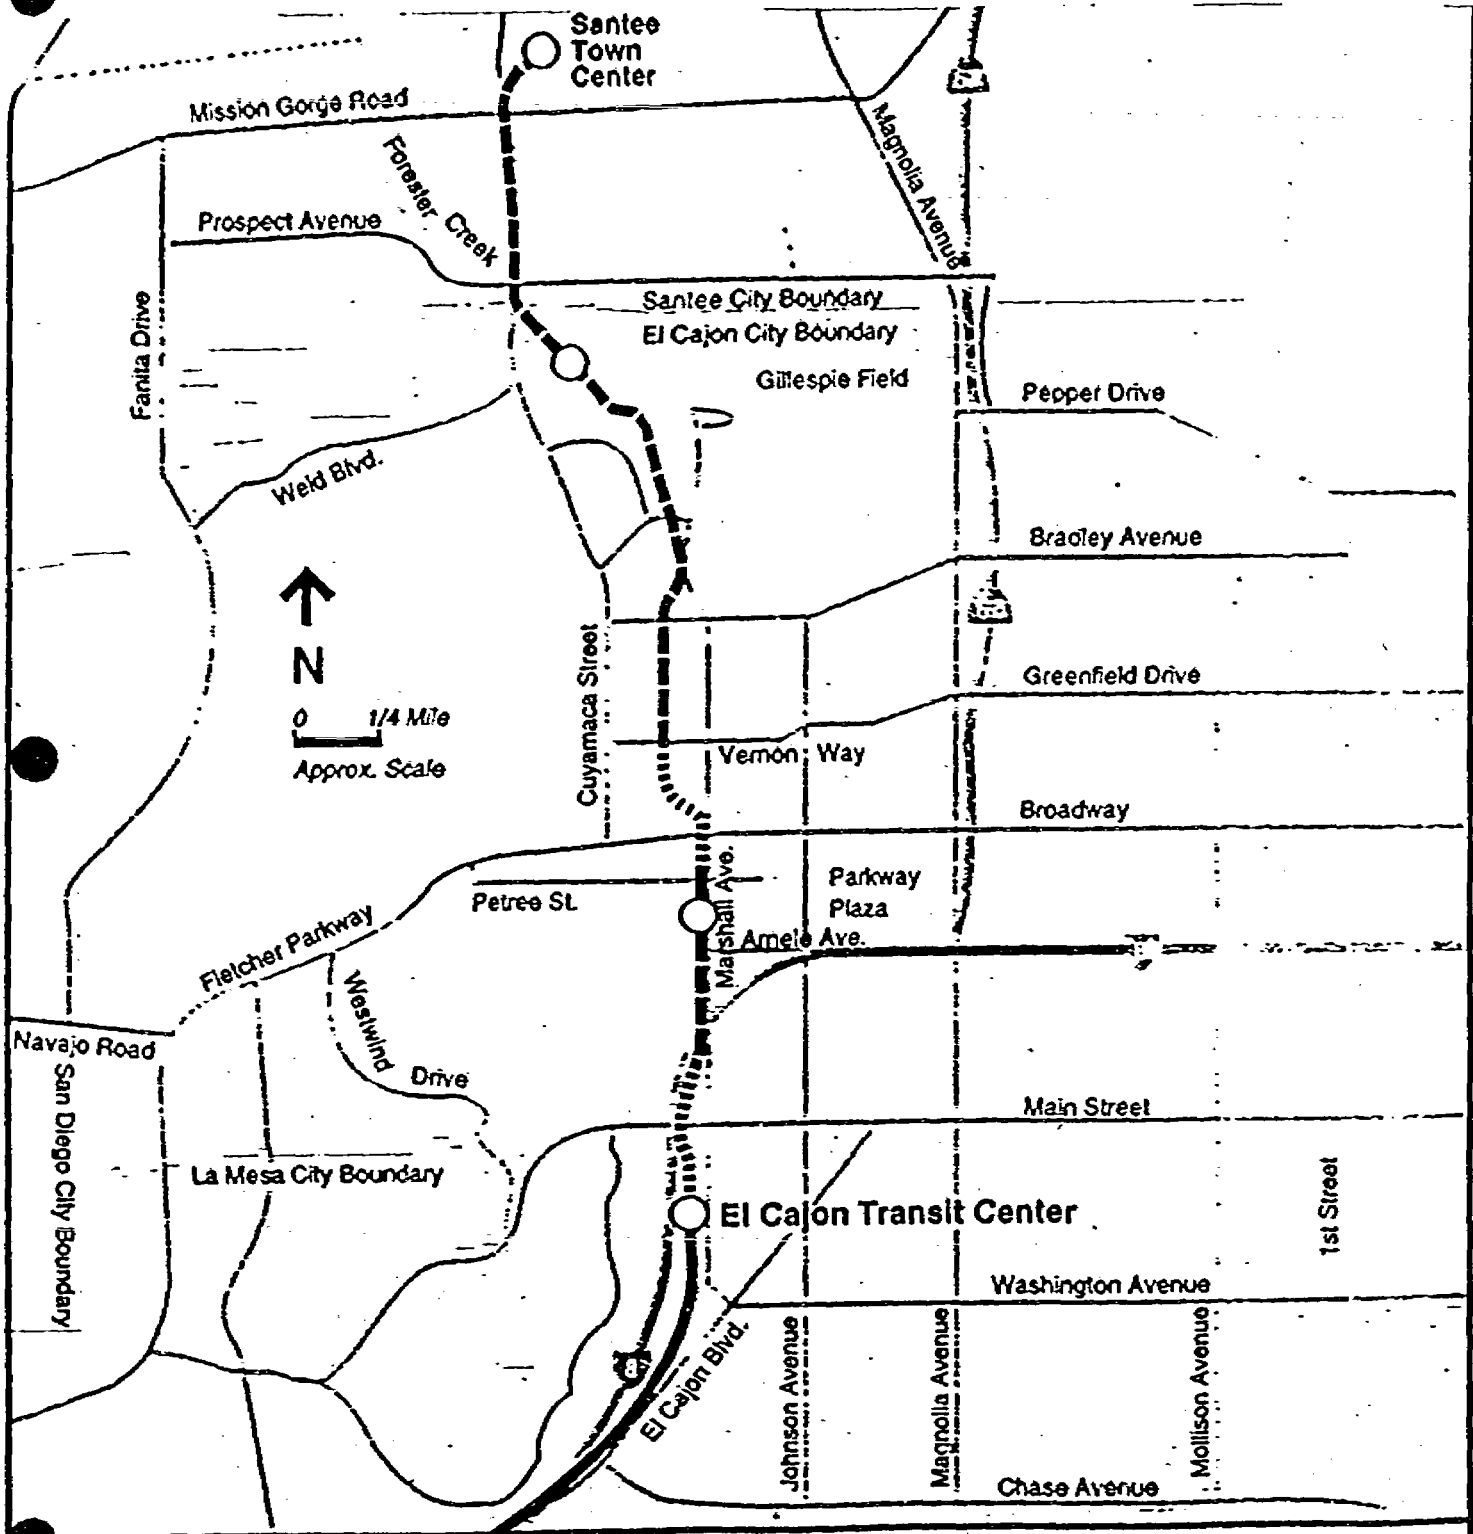 Santee
Town
Center
Mission Gorge Road
Forester Creek
Magnolia Avenue
Prospect Avenue
Santee City Boundary
El Cajon City Boundary
Fanita Drive
Gillespie Field
Pepper Drive
Weld Blvd.
Bradley Avenue
N
0 1/4 Mile
Approx. Scale
Cuyamaca Street
Greenfield Drive
Vernon Way
Broadway
Marshall Ave.
Parkway
Plaza
Petree St.
Fletcher Parkway
Arnele Ave.
Westwind Drive
Navajo Road
San Diego City Boundary
Main Street
La Mesa City Boundary
El Cajon Transit Center
1st Street
Washington Avenue
8
El Cajon Blvd.
Johnson Avenue
Magnolia Avenue
Mollison Avenue
Chase Avenue